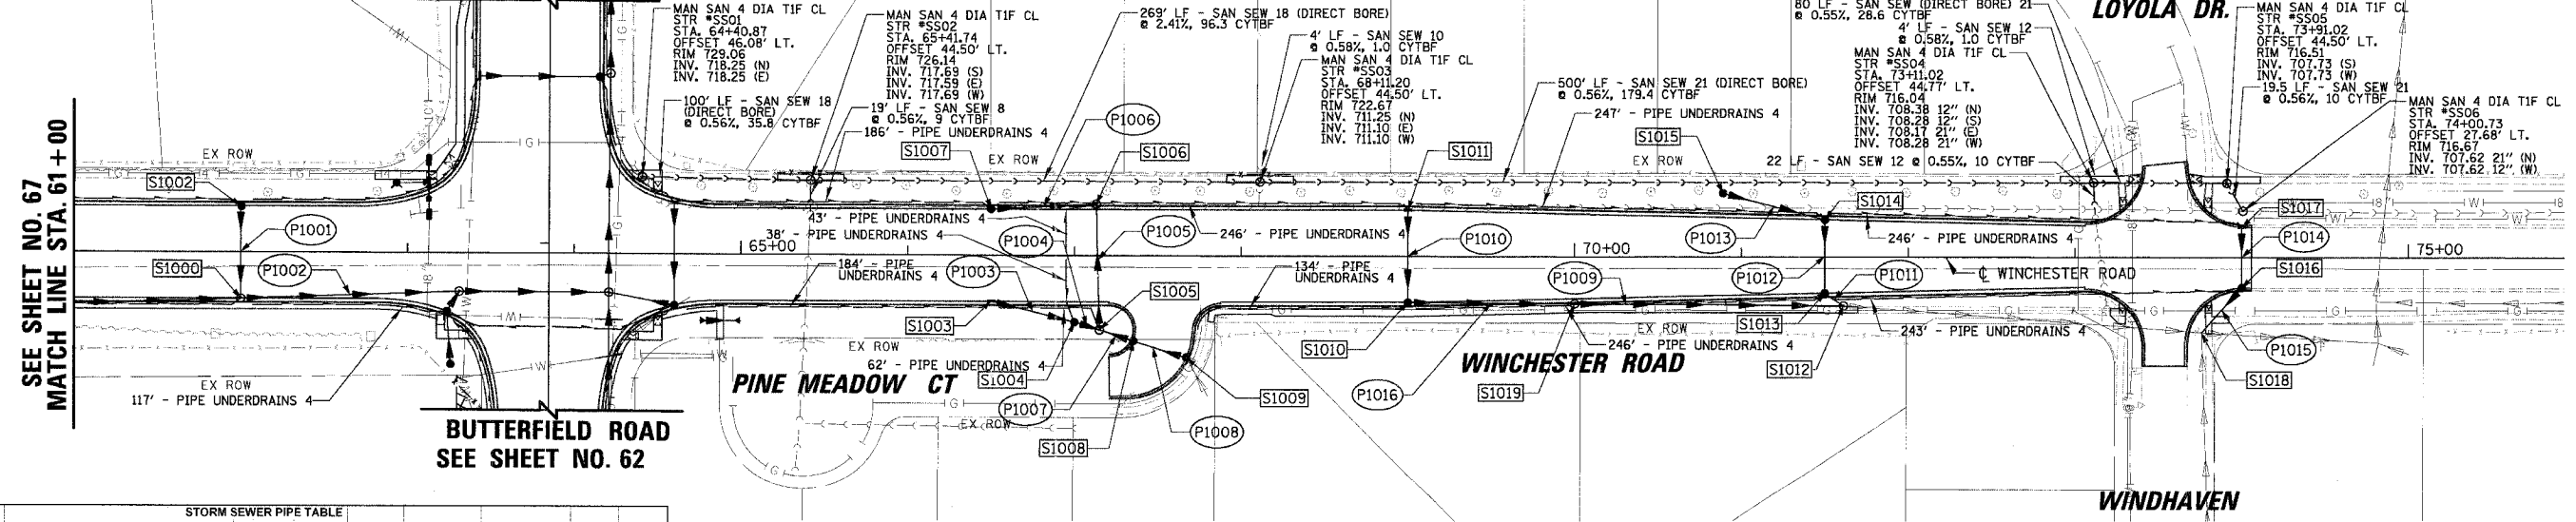 MAN SAN 4 DIA T1F CL
STR *SS01
STA. 64+40.87
OFFSET 46.08' LT.
RIM 729.06
INV. 718.25 (N)
INV. 718.25 (E)
100' LF - SAN SEW 18
(DIRECT BORE)
@ 0.56%, 35.8 CYTBF
MAN SAN 4 DIA T1F CL
STR *SS02
STA. 65+41.74
OFFSET 44.50' LT.
RIM 726.14
INV. 717.69 (S)
INV. 717.59 (E)
INV. 717.69 (W)
19' LF - SAN SEW 8
@ 0.56%, 9 CYTBF
186' - PIPE UNDERDRAINS 4
269' LF - SAN SEW 18 (DIRECT BORE)
@ 2.41%, 96.3 CYTBF
4' LF - SAN SEW 10
@ 0.58%, 1.0 CYTBF
MAN SAN 4 DIA T1F CL
STR *SS03
STA. 68+11.20
OFFSET 44.50' LT.
RIM 722.67
INV. 711.25 (N)
INV. 711.10 (E)
INV. 711.10 (W)
500' LF - SAN SEW 21 (DIRECT BORE)
@ 0.56%, 179.4 CYTBF
247' - PIPE UNDERDRAINS 4
80 LF - SAN SEW (DIRECT BORE) 21
@ 0.55%, 28.6 CYTBF
4' LF - SAN SEW 12
@ 0.58%, 1.0 CYTBF
MAN SAN 4 DIA T1F CL
STR *SS04
STA. 73+11.02
OFFSET 44.77' LT.
RIM 716.04
INV. 708.38 12" (N)
INV. 708.28 12" (S)
INV. 708.17 21" (E)
INV. 708.28 21" (W)
22 LF - SAN SEW 12 @ 0.55%, 10 CYTBF
LOYOLA DR.
MAN SAN 4 DIA T1F CL
STR *SS05
STA. 73+91.02
OFFSET 44.50' LT.
RIM 716.51
INV. 707.73 (S)
INV. 707.73 (W)
19.5 LF - SAN SEW 21
@ 0.56%, 10 CYTBF
MAN SAN 4 DIA T1F CL
STR *SS06
STA. 74+00.73
OFFSET 27.68' LT.
RIM 716.67
INV. 707.62 21" (N)
INV. 707.62 12" (W)
SEE SHEET NO. 67
MATCH LINE STA. 61+00
EX ROW
S1002
P1001
S1000
P1002
EX ROW
117' - PIPE UNDERDRAINS 4
BUTTERFIELD ROAD
SEE SHEET NO. 62
65+00
S1007
P1006
EX ROW
S1006
43' - PIPE UNDERDRAINS 4
38' - PIPE UNDERDRAINS 4
P1004
P1005
246' - PIPE UNDERDRAINS 4
184' - PIPE
UNDERDRAINS 4
P1003
S1003
S1005
EX ROW
62' - PIPE UNDERDRAINS 4
S1004
PINE MEADOW CT
P1007
EX ROW
S1008
P1008
S1009
134' - PIPE
UNDERDRAINS 4
S1011
P1010
S1010
P1016
70+00
P1009
S1015
EX ROW
P1013
S1014
246' - PIPE UNDERDRAINS 4
P1012
P1011
℄ WINCHESTER ROAD
S1013
EX ROW
246' - PIPE UNDERDRAINS 4
243' - PIPE UNDERDRAINS 4
WINCHESTER ROAD
S1019
S1012
S1017
P1014
75+00
S1016
P1015
S1018
WINDHAVEN
STORM SEWER PIPE TABLE